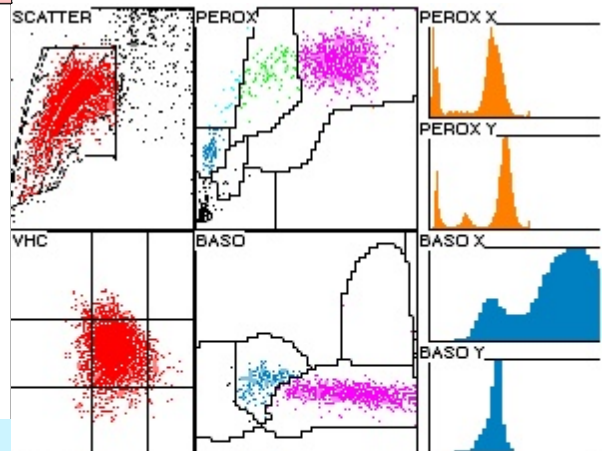 SCATTER
PEROX
PEROX X
PEROX Y
VHC
BASO
BASO X
BASO Y